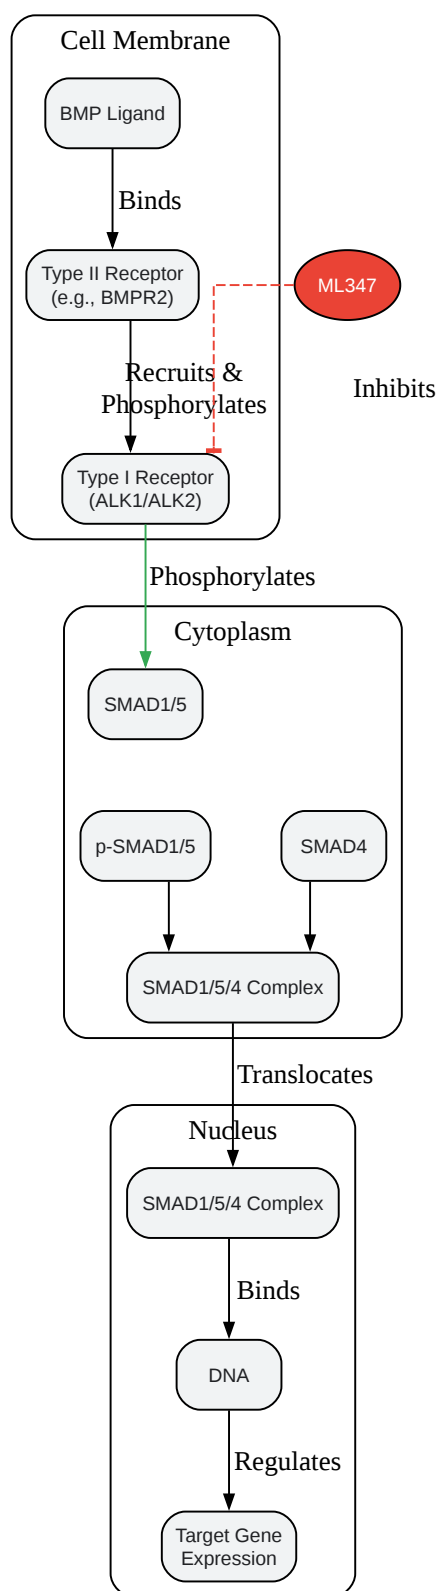 Cell Membrane
BMP Ligand
Binds
Type II Receptor
(e.g., BMPR2)
ML347
Recruits &
Phosphorylates
Inhibits
Type I Receptor
(ALK1/ALK2)
Phosphorylates
Cytoplasm
SMAD1/5
p-SMAD1/5
SMAD4
SMAD1/5/4 Complex
Translocates
Nucleus
SMAD1/5/4 Complex
Binds
DNA
Regulates
Target Gene
Expression